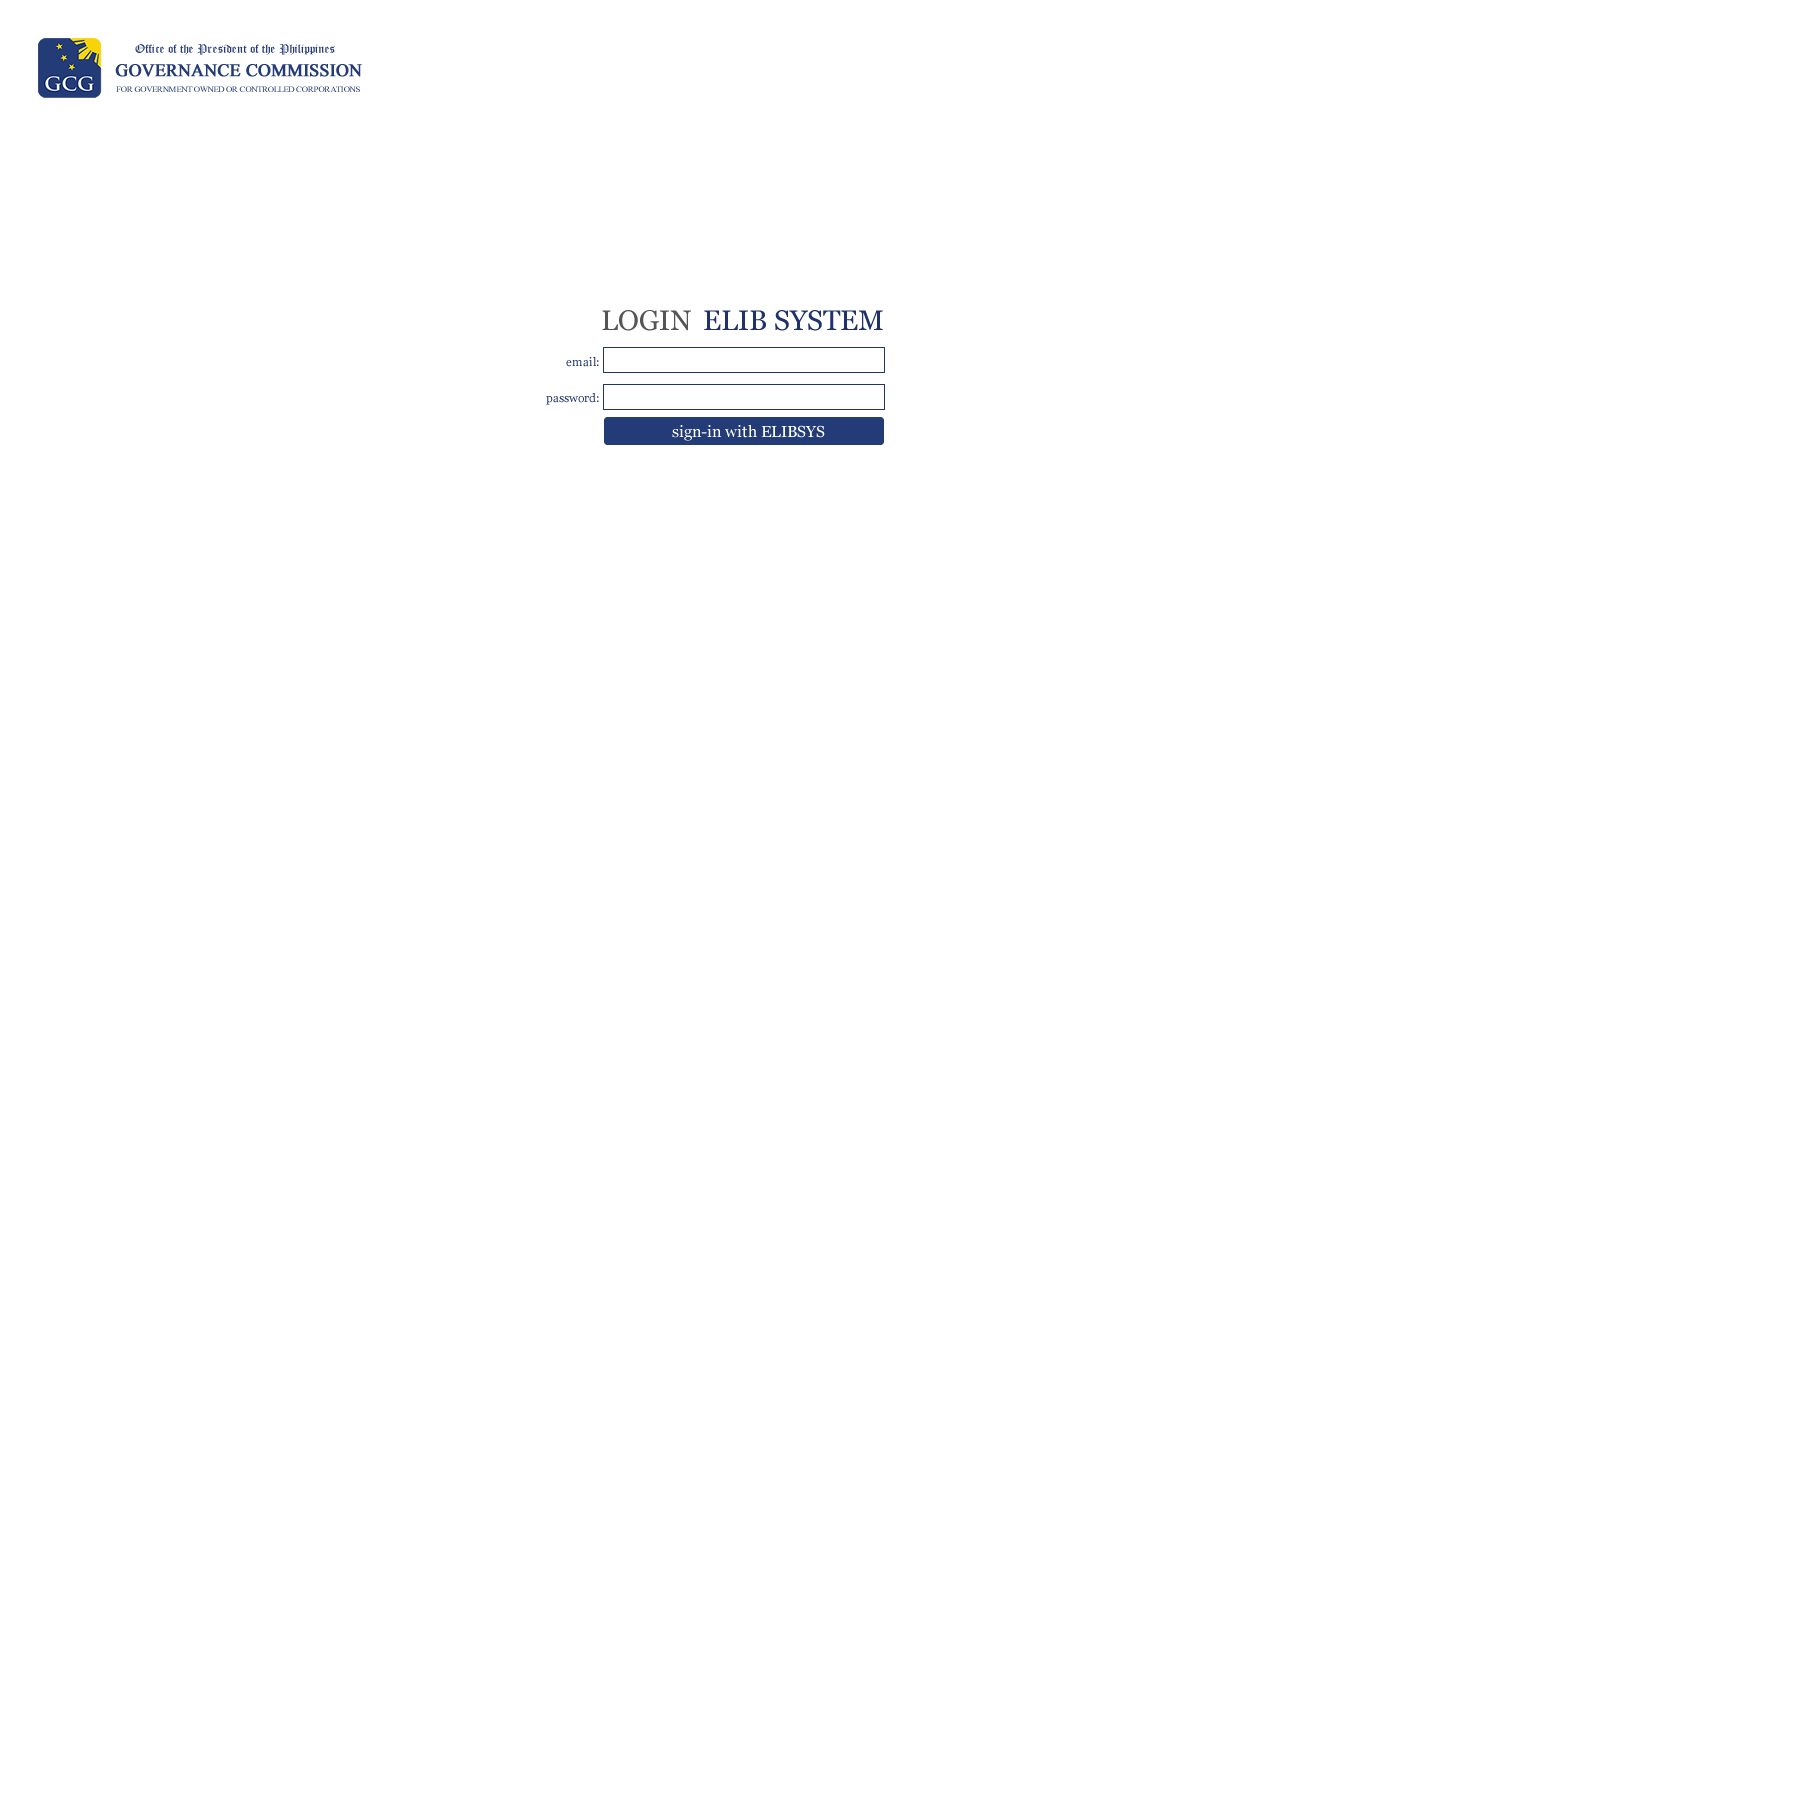 GCG
Office of the President of the Philippines
GOVERNANCE COMMISSION
FOR GOVERNMENT OWNED OR CONTROLLED CORPORATIONS
LOGIN ELIB SYSTEM
email:
password:
sign-in with ELIBSYS